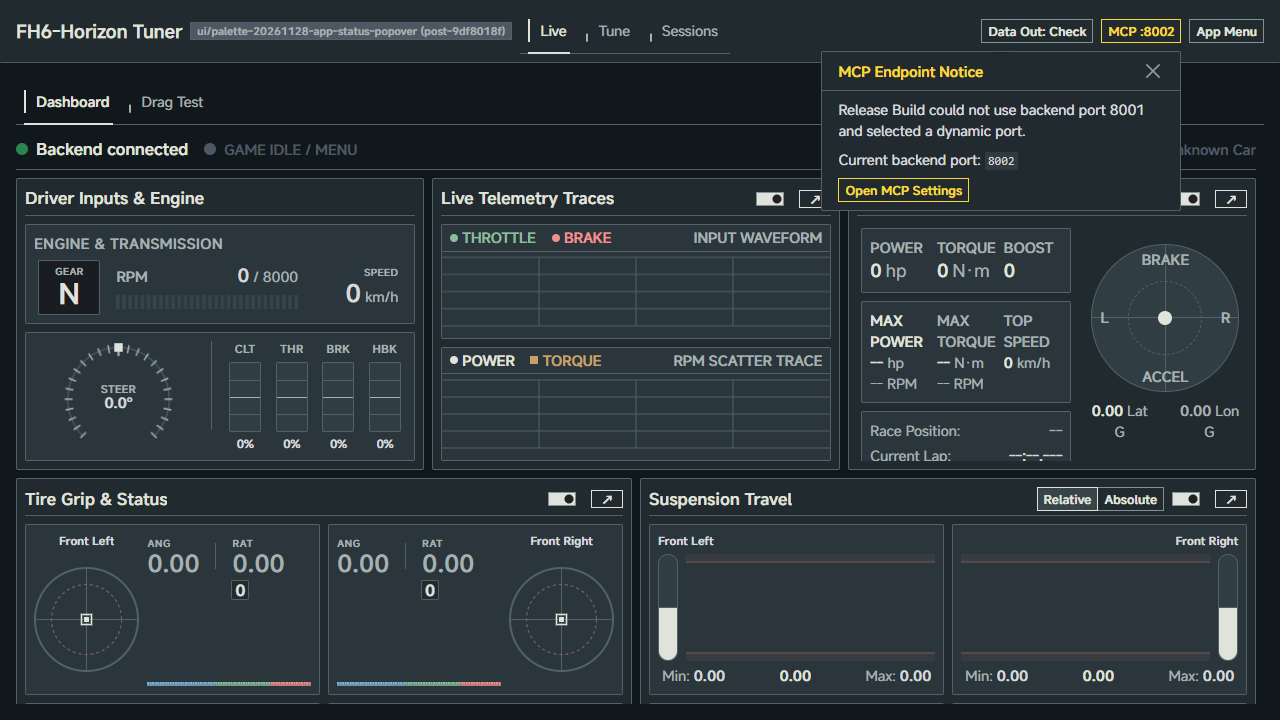 FH6-Horizon Tuner
ui/palette-20261128-app-status-popover (post-9df8018f)
Live
Tune
Sessions
Data Out: Check
MCP :8002
App Menu
MCP Endpoint Notice
Release Build could not use backend port 8001
and selected a dynamic port.
Current backend port: 8002
Open MCP Settings
Dashboard
Drag Test
Backend connected
GAME IDLE / MENU
Car
Driver Inputs & Engine
ENGINE & TRANSMISSION
GEAR
N
RPM
0 / 8000
SPEED
0 km/h
STEER
0.0º
CLT
THR
BRK
HBK
0%
0%
0%
0%
Live Telemetry Traces
THROTTLE
BRAKE
INPUT WAVEFORM
POWER
TORQUE
RPM SCATTER TRACE
POWER
TORQUE
BOOST
0 hp
0 N·m
0
MAX
POWER
-- hp
-- RPM
MAX
TORQUE
-- N·m
-- RPM
TOP
SPEED
0 km/h
Race Position:
--
Current Lap:
--:--.---
BRAKE
L
R
ACCEL
0.00 Lat
G
0.00 Lon
G
Tire Grip & Status
Front Left
ANG
0.00
RAT
0.00
0
ANG
0.00
RAT
0.00
0
Front Right
Suspension Travel
Relative
Absolute
Front Left
Min: 0.00
0.00
Max: 0.00
Front Right
Min: 0.00
0.00
Max: 0.00